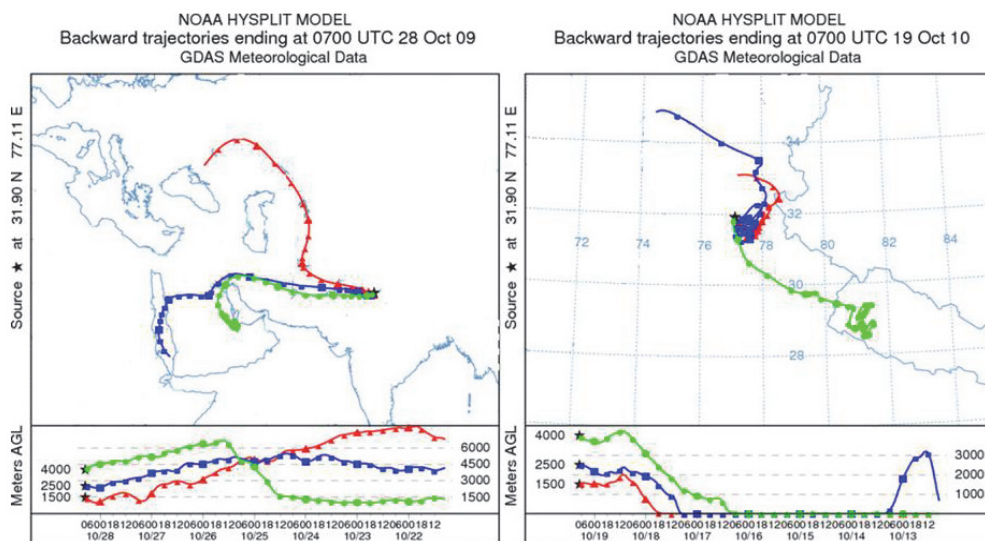 NOAA HYSPLIT MODEL
Backward trajectories ending at 0700 UTC 28 Oct 09
GDAS Meteorological Data
Source ★ at 31.90 N 77.11 E
Meters AGL
6000
4500
3000
1500
4000
2500
1500
06001812060018120600181206001812060018120600181206001812
10/28 10/27 10/26 10/25 10/24 10/23 10/22
NOAA HYSPLIT MODEL
Backward trajectories ending at 0700 UTC 19 Oct 10
GDAS Meteorological Data
Source ★ at 31.90 N 77.11 E
34
32
72 74 76 78 80 82 84
30
28
Meters AGL
4000
2500
1500
3000
2000
1000
06001812060018120600181206001812060018120600181206001812
10/19 10/18 10/17 10/16 10/15 10/14 10/13